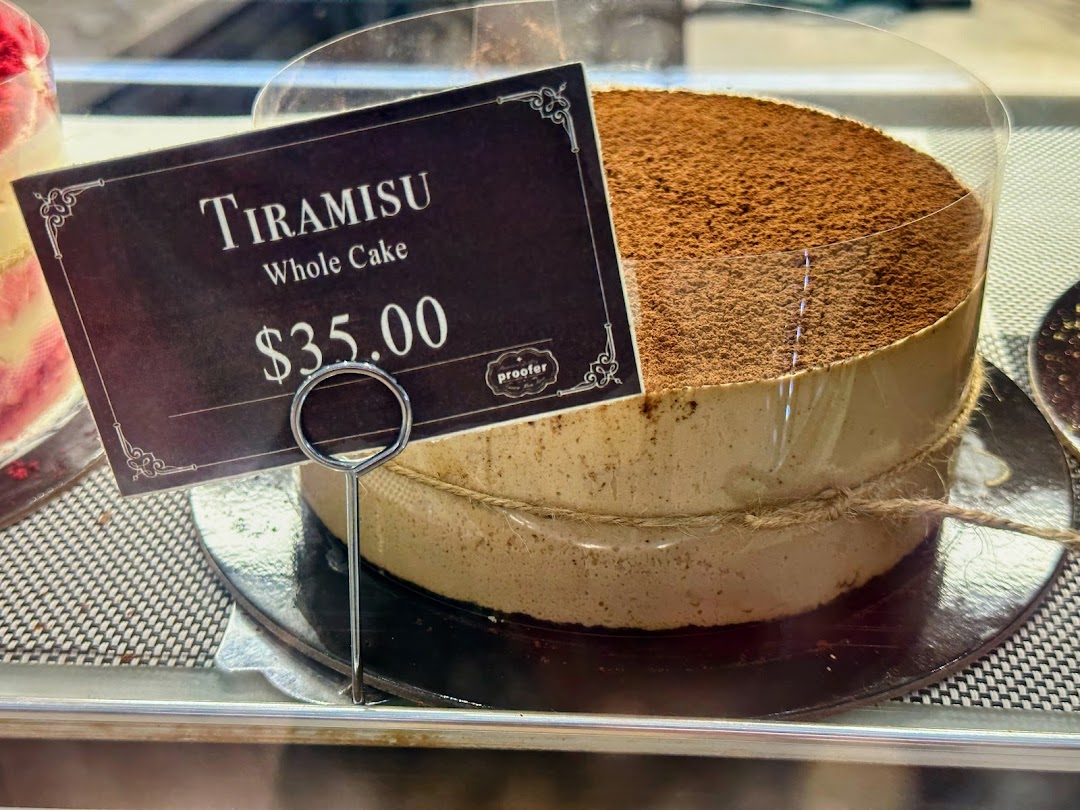 TIRAMISU
Whole Cake
$35.00
proofer